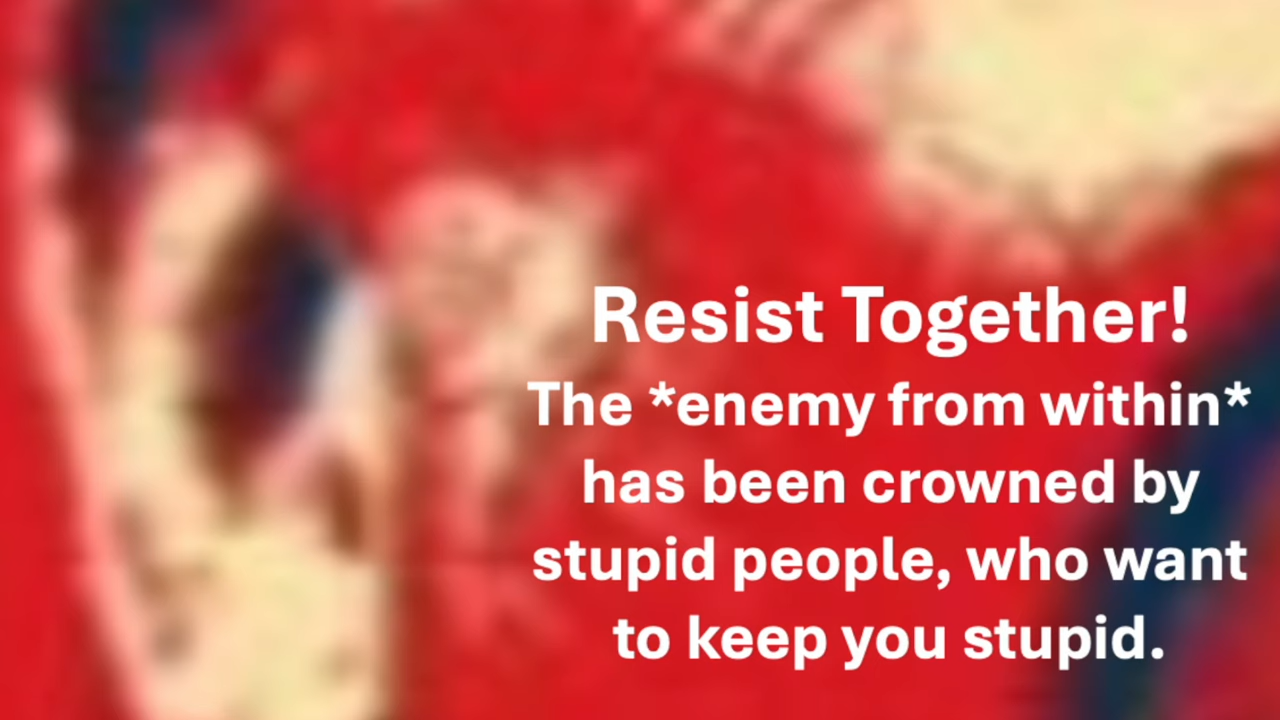 Resist Together!
The *enemy from within*
has been crowned by
stupid people, who want
to keep you stupid.